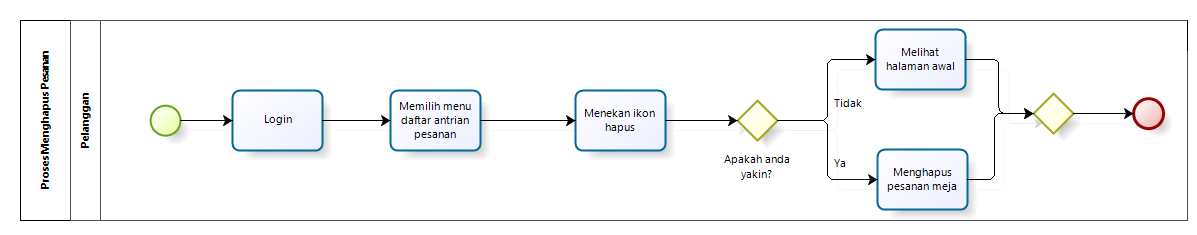 Proses Menghapus Pesanan
Pelanggan
Login
Memilih menu
daftar antrian
pesanan
Menekan ikon
hapus
Apakah anda
yakin?
Tidak
Melihat
halaman awal
Ya
Menghapus
pesanan meja